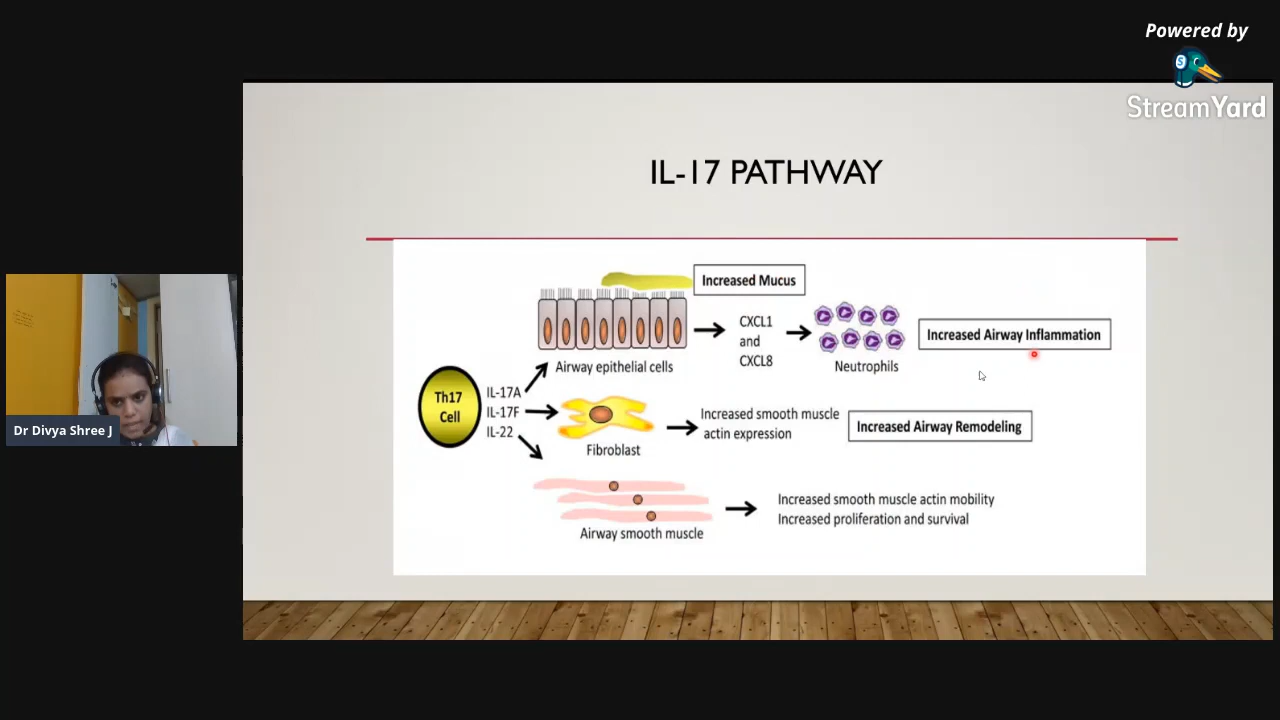 Powered by
StreamYard
IL-17 PATHWAY
Increased Mucus
CXCL1
and
CXCL8
Increased Airway Inflammation
Airway epithelial cells
Neutrophils
Th17
Cell
IL-17A
IL-17F
IL-22
Increased smooth muscle
actin expression
Increased Airway Remodeling
Fibroblast
Increased smooth muscle actin mobility
Increased proliferation and survival
Airway smooth muscle
Dr Divya Shree J